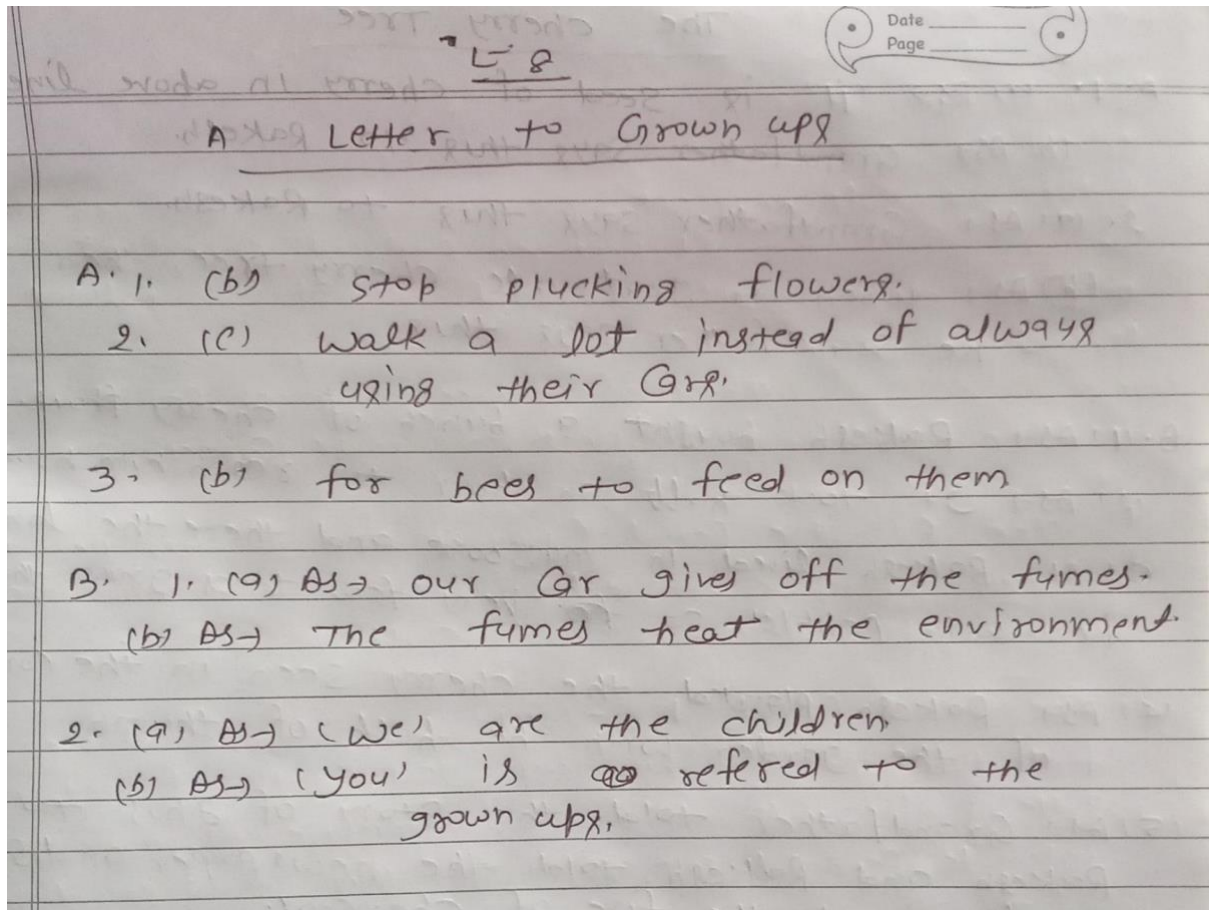 Date
Page
L-8
A Letter to Grown ups
A. 1. (b) Stop plucking flowers.
2. (c) walk a lot instead of always
using their Cars.
3. (b) for bees to feed on them
B. 1. (a) As→ our Car gives off the fumes.
(b) As→ The fumes heat the environment.
2. (a) As→ (we) are the children
(b) As→ (you) is refered to the
grown ups.